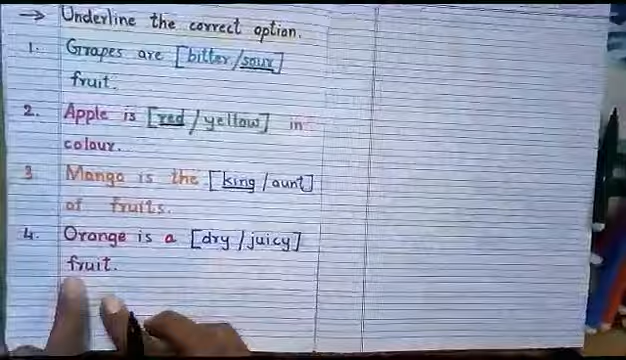 → Underline the correct option.
1. Grapes are [bitter/sour]
fruit.
2. Apple is [red/yellow] in
colour.
3 Mango is the [king/aunt]
of fruits.
4. Orange is a [dry/juicy]
fruit.